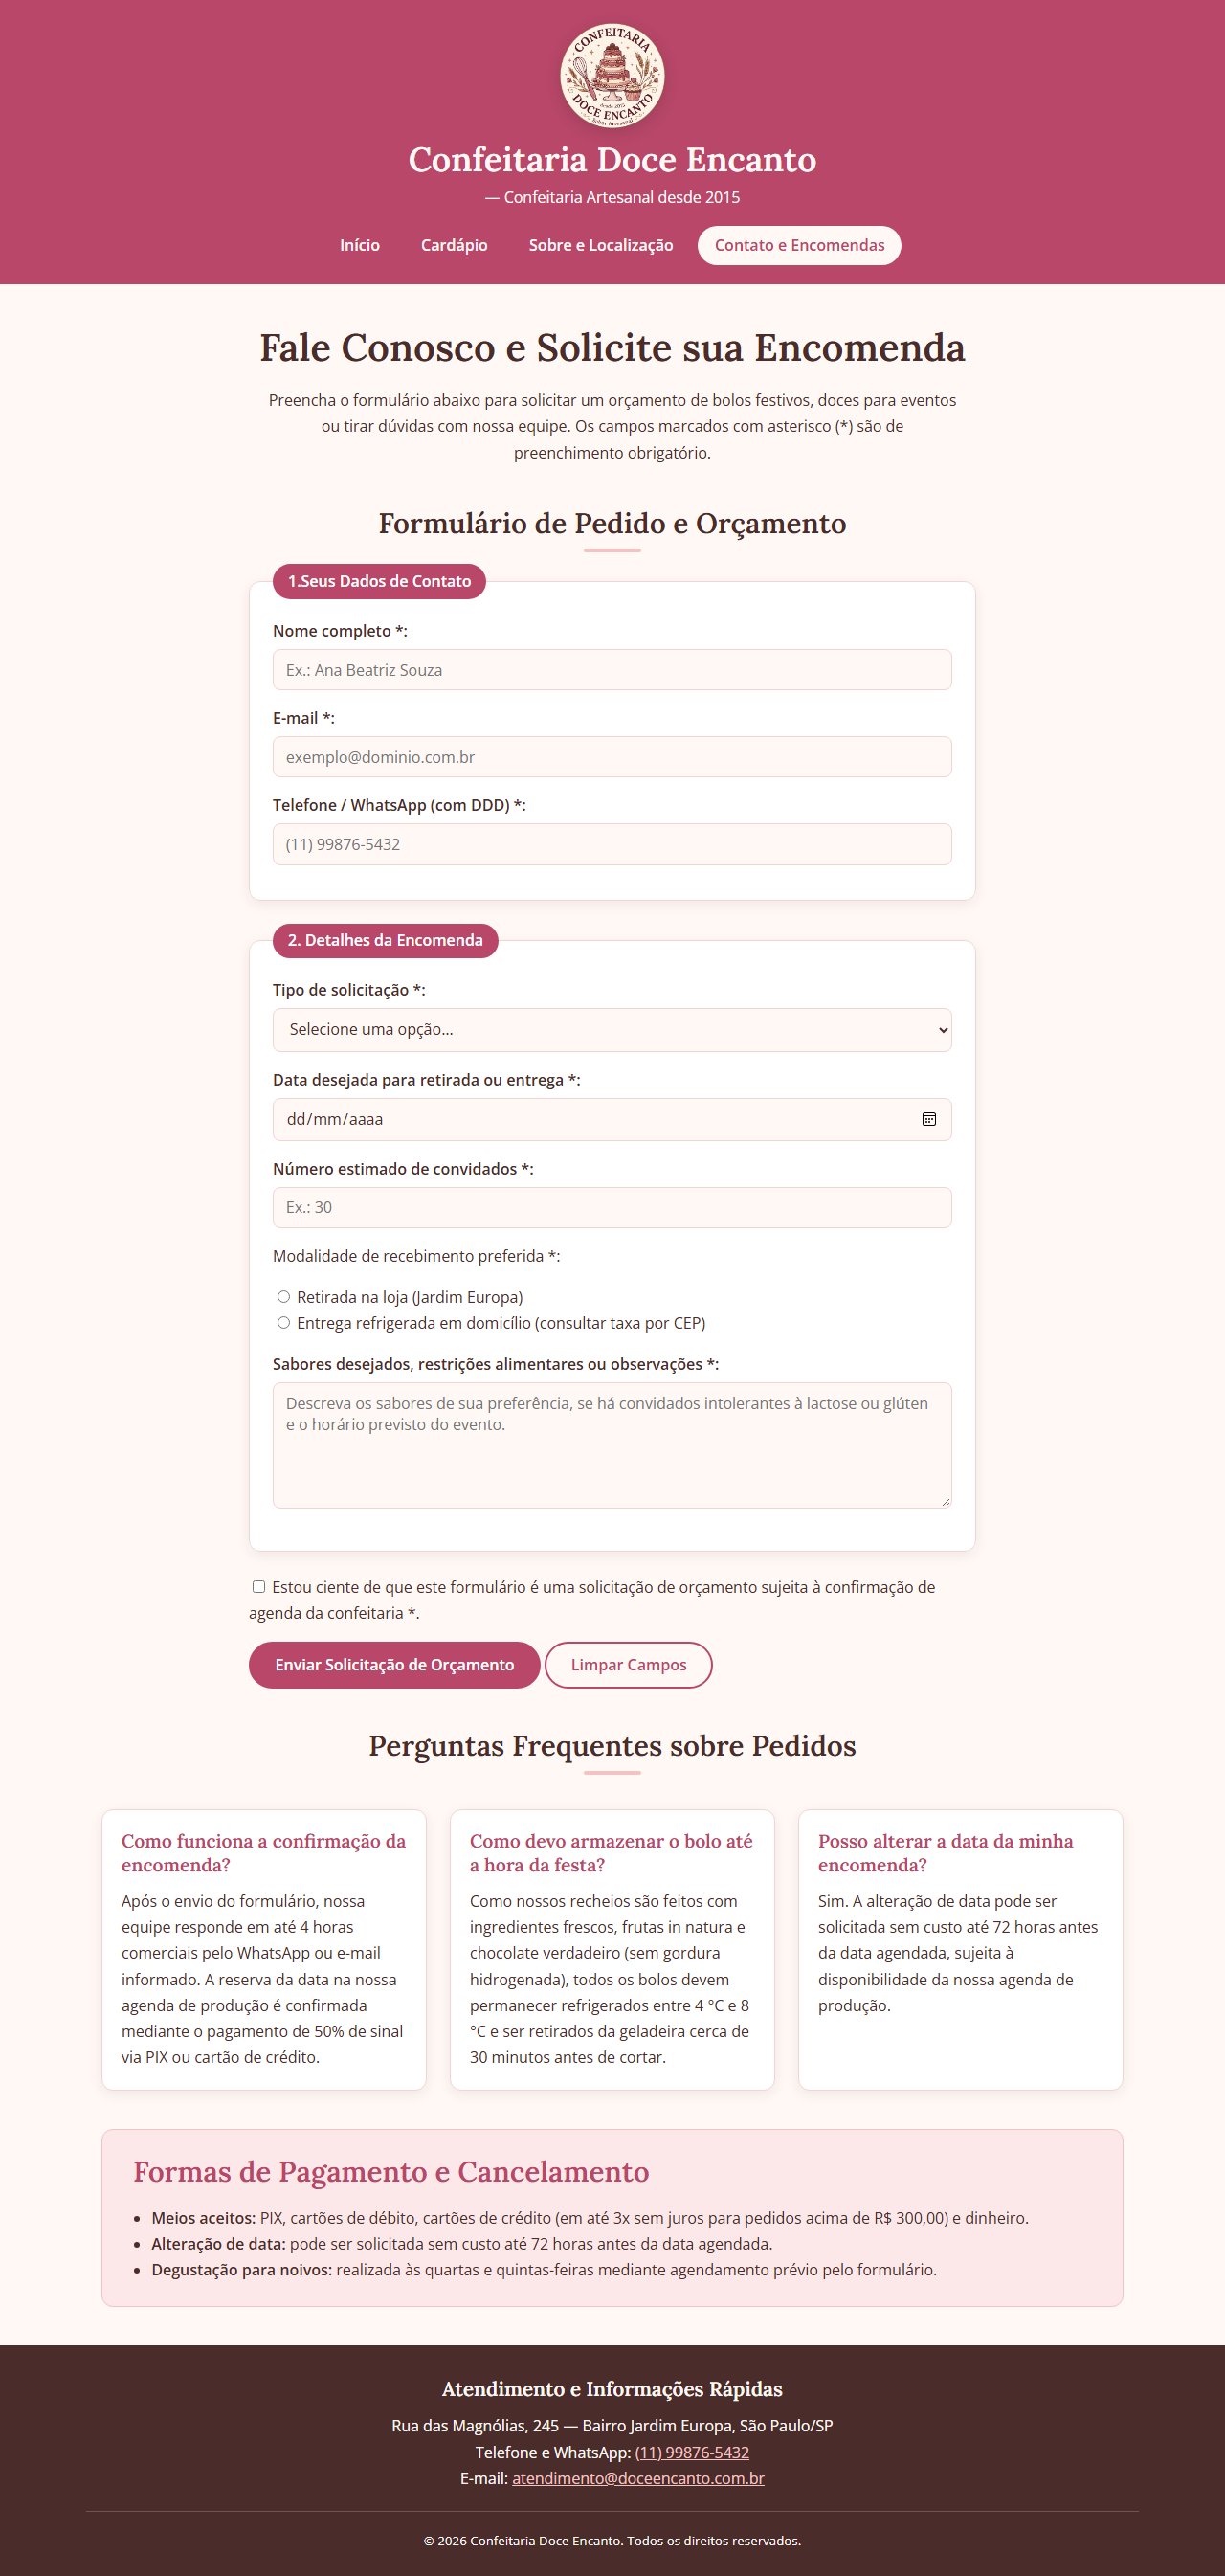 CONFEITARIA
desde 2015
DOCE ENCANTO
Confeitaria Doce Encanto
— Confeitaria Artesanal desde 2015
Início Cardápio Sobre e Localização Contato e Encomendas
Fale Conosco e Solicite sua Encomenda
Preencha o formulário abaixo para solicitar um orçamento de bolos festivos, doces para eventos
ou tirar dúvidas com nossa equipe. Os campos marcados com asterisco (*) são de
preenchimento obrigatório.
Formulário de Pedido e Orçamento
1.Seus Dados de Contato
Nome completo *:
Ex.: Ana Beatriz Souza
E-mail *:
exemplo@dominio.com.br
Telefone / WhatsApp (com DDD) *:
(11) 99876-5432
2. Detalhes da Encomenda
Tipo de solicitação *:
Selecione uma opção...
Data desejada para retirada ou entrega *:
dd/mm/aaaa
Número estimado de convidados *:
Ex.: 30
Modalidade de recebimento preferida *:
Retirada na loja (Jardim Europa)
Entrega refrigerada em domicílio (consultar taxa por CEP)
Sabores desejados, restrições alimentares ou observações *:
Descreva os sabores de sua preferência, se há convidados intolerantes à lactose ou glúten
e o horário previsto do evento.
Estou ciente de que este formulário é uma solicitação de orçamento sujeita à confirmação de
agenda da confeitaria *.
Enviar Solicitação de Orçamento Limpar Campos
Perguntas Frequentes sobre Pedidos
Como funciona a confirmação da
encomenda?
Após o envio do formulário, nossa
equipe responde em até 4 horas
comerciais pelo WhatsApp ou e-mail
informado. A reserva da data na nossa
agenda de produção é confirmada
mediante o pagamento de 50% de sinal
via PIX ou cartão de crédito.
Como devo armazenar o bolo até
a hora da festa?
Como nossos recheios são feitos com
ingredientes frescos, frutas in natura e
chocolate verdadeiro (sem gordura
hidrogenada), todos os bolos devem
permanecer refrigerados entre 4 °C e 8
°C e ser retirados da geladeira cerca de
30 minutos antes de cortar.
Posso alterar a data da minha
encomenda?
Sim. A alteração de data pode ser
solicitada sem custo até 72 horas antes
da data agendada, sujeita à
disponibilidade da nossa agenda de
produção.
Formas de Pagamento e Cancelamento
Meios aceitos: PIX, cartões de débito, cartões de crédito (em até 3x sem juros para pedidos acima de R$ 300,00) e dinheiro.
Alteração de data: pode ser solicitada sem custo até 72 horas antes da data agendada.
Degustação para noivos: realizada às quartas e quintas-feiras mediante agendamento prévio pelo formulário.
Atendimento e Informações Rápidas
Rua das Magnólias, 245 — Bairro Jardim Europa, São Paulo/SP
Telefone e WhatsApp: (11) 99876-5432
E-mail: atendimento@doceencanto.com.br
© 2026 Confeitaria Doce Encanto. Todos os direitos reservados.